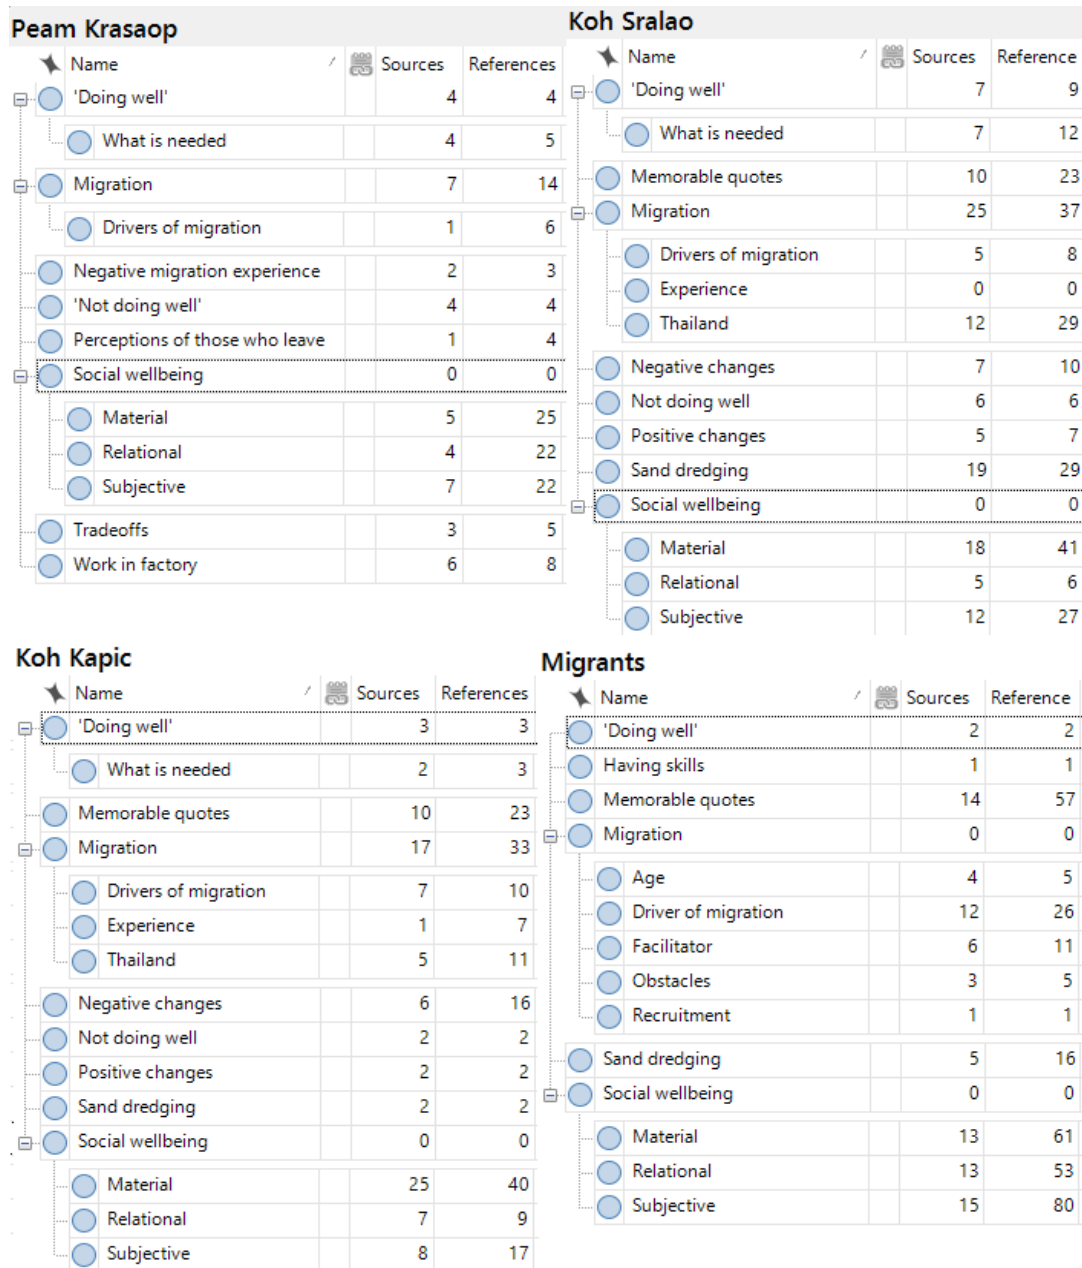 Peam Krasaop
Name Sources References
'Doing well' 4 4
What is needed 4 5
Migration 7 14
Drivers of migration 1 6
Negative migration experience 2 3
'Not doing well' 4 4
Perceptions of those who leave 1 4
Social wellbeing 0 0
Material 5 25
Relational 4 22
Subjective 7 22
Tradeoffs 3 5
Work in factory 6 8
Koh Sralao
Name Sources Reference
'Doing well' 7 9
What is needed 7 12
Memorable quotes 10 23
Migration 25 37
Drivers of migration 5 8
Experience 0 0
Thailand 12 29
Negative changes 7 10
Not doing well 6 6
Positive changes 5 7
Sand dredging 19 29
Social wellbeing 0 0
Material 18 41
Relational 5 6
Subjective 12 27
Koh Kapic
Name Sources References
'Doing well' 3 3
What is needed 2 3
Memorable quotes 10 23
Migration 17 33
Drivers of migration 7 10
Experience 1 7
Thailand 5 11
Negative changes 6 16
Not doing well 2 2
Positive changes 2 2
Sand dredging 2 2
Social wellbeing 0 0
Material 25 40
Relational 7 9
Subjective 8 17
Migrants
Name Sources Reference
'Doing well' 2 2
Having skills 1 1
Memorable quotes 14 57
Migration 0 0
Age 4 5
Driver of migration 12 26
Facilitator 6 11
Obstacles 3 5
Recruitment 1 1
Sand dredging 5 16
Social wellbeing 0 0
Material 13 61
Relational 13 53
Subjective 15 80